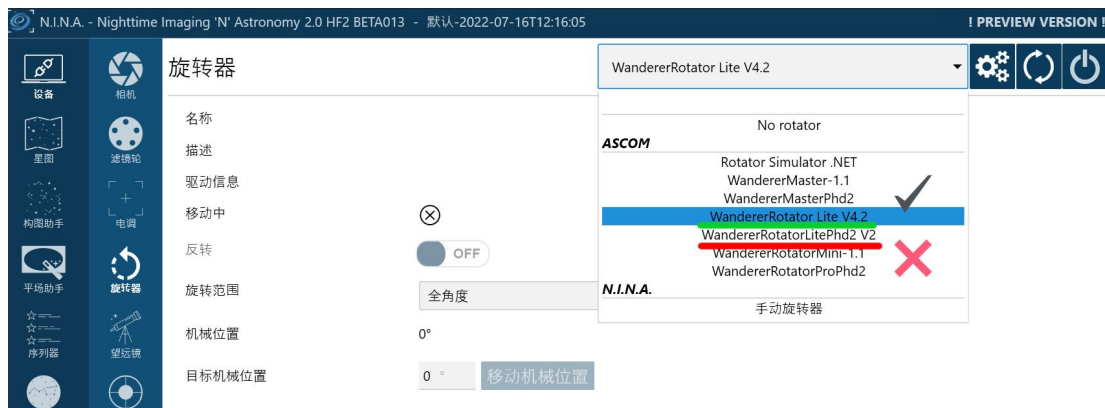 N.I.N.A. - Nighttime Imaging 'N' Astronomy 2.0 HF2 BETA013 - 默认-2022-07-16T12:16:05
! PREVIEW VERSION !
设备
星图
构图助手
平场助手
序列器
相机
滤镜轮
电调
旋转器
望远镜
旋转器
WandererRotator Lite V4.2
名称
描述
驱动信息
移动中
反转
OFF
旋转范围
全角度
机械位置
0°
目标机械位置
0 °
移动机械位置
No rotator
ASCOM
Rotator Simulator .NET
WandererMaster-1.1
WandererMasterPhd2
WandererRotator Lite V4.2
WandererRotatorLitePhd2 V2
WandererRotatorMini-1.1
WandererRotatorProPhd2
N.I.N.A.
手动旋转器